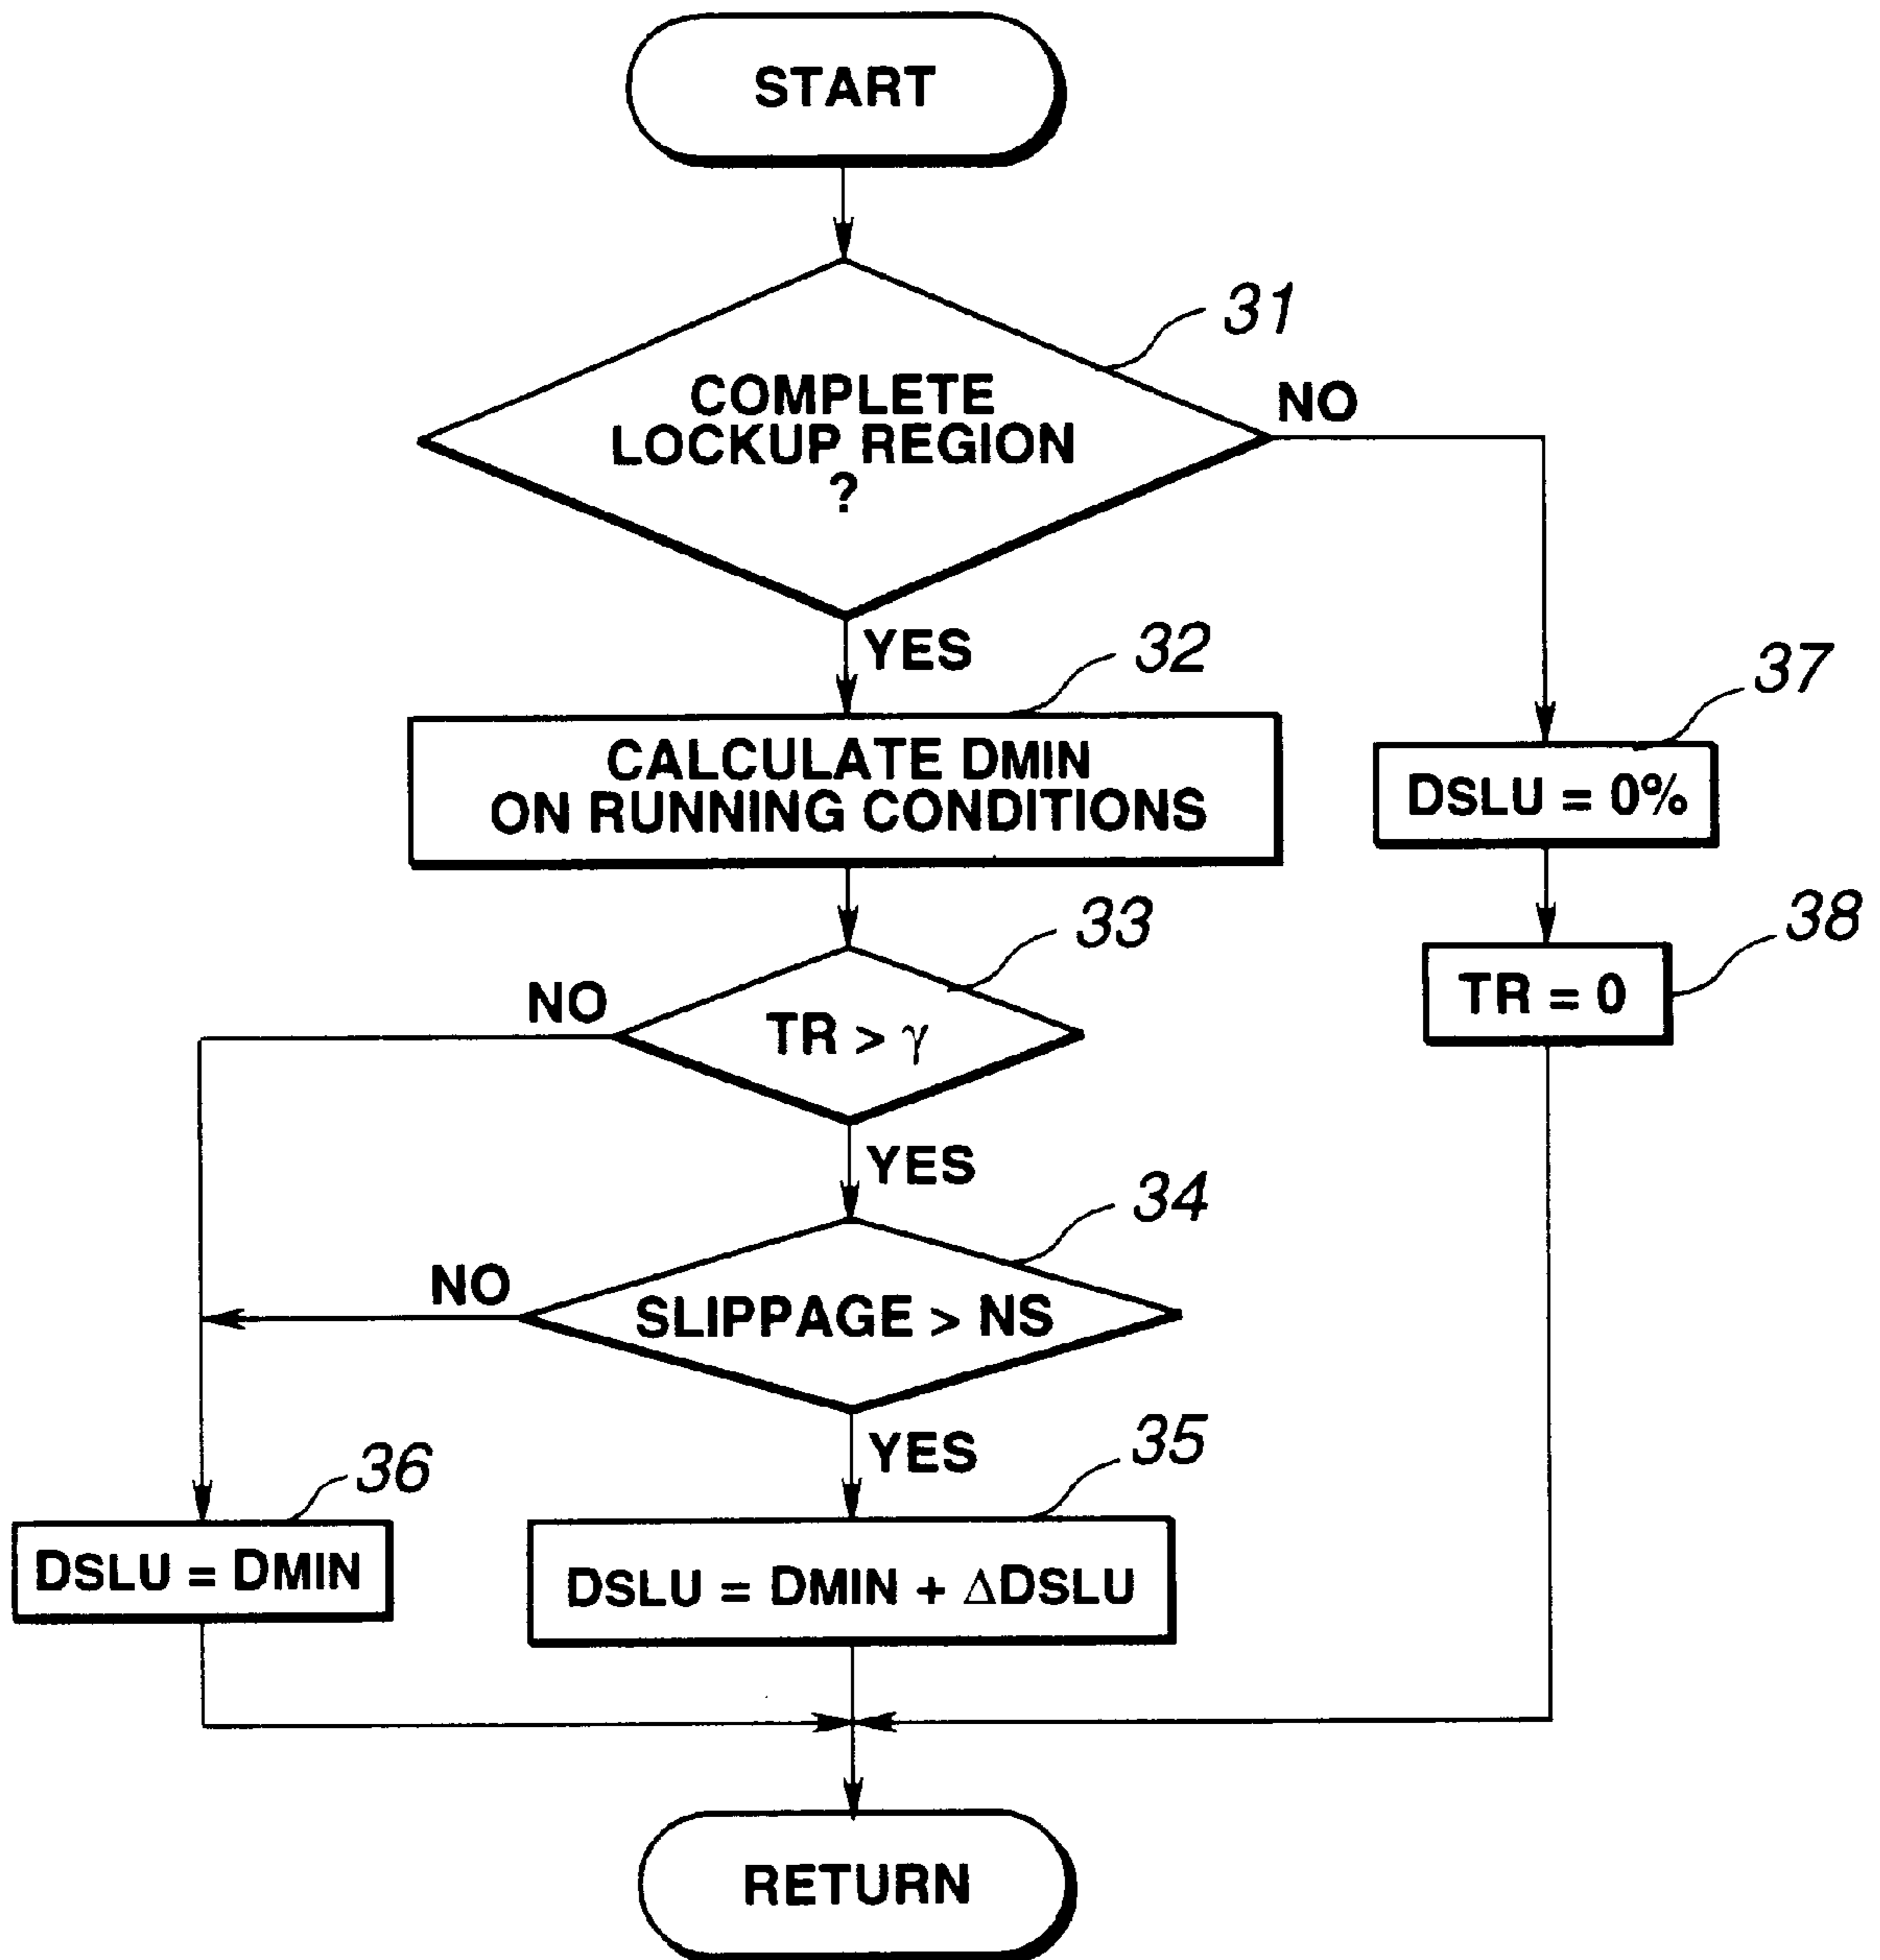 START
31
COMPLETE
LOCKUP REGION
?
NO
YES
32
CALCULATE DMIN
ON RUNNING CONDITIONS
37
DSLU = 0%
33
38
NO
TR > γ
TR = 0
YES
34
NO
SLIPPAGE > NS
YES
35
36
DSLU = DMIN
DSLU = DMIN + ΔDSLU
RETURN